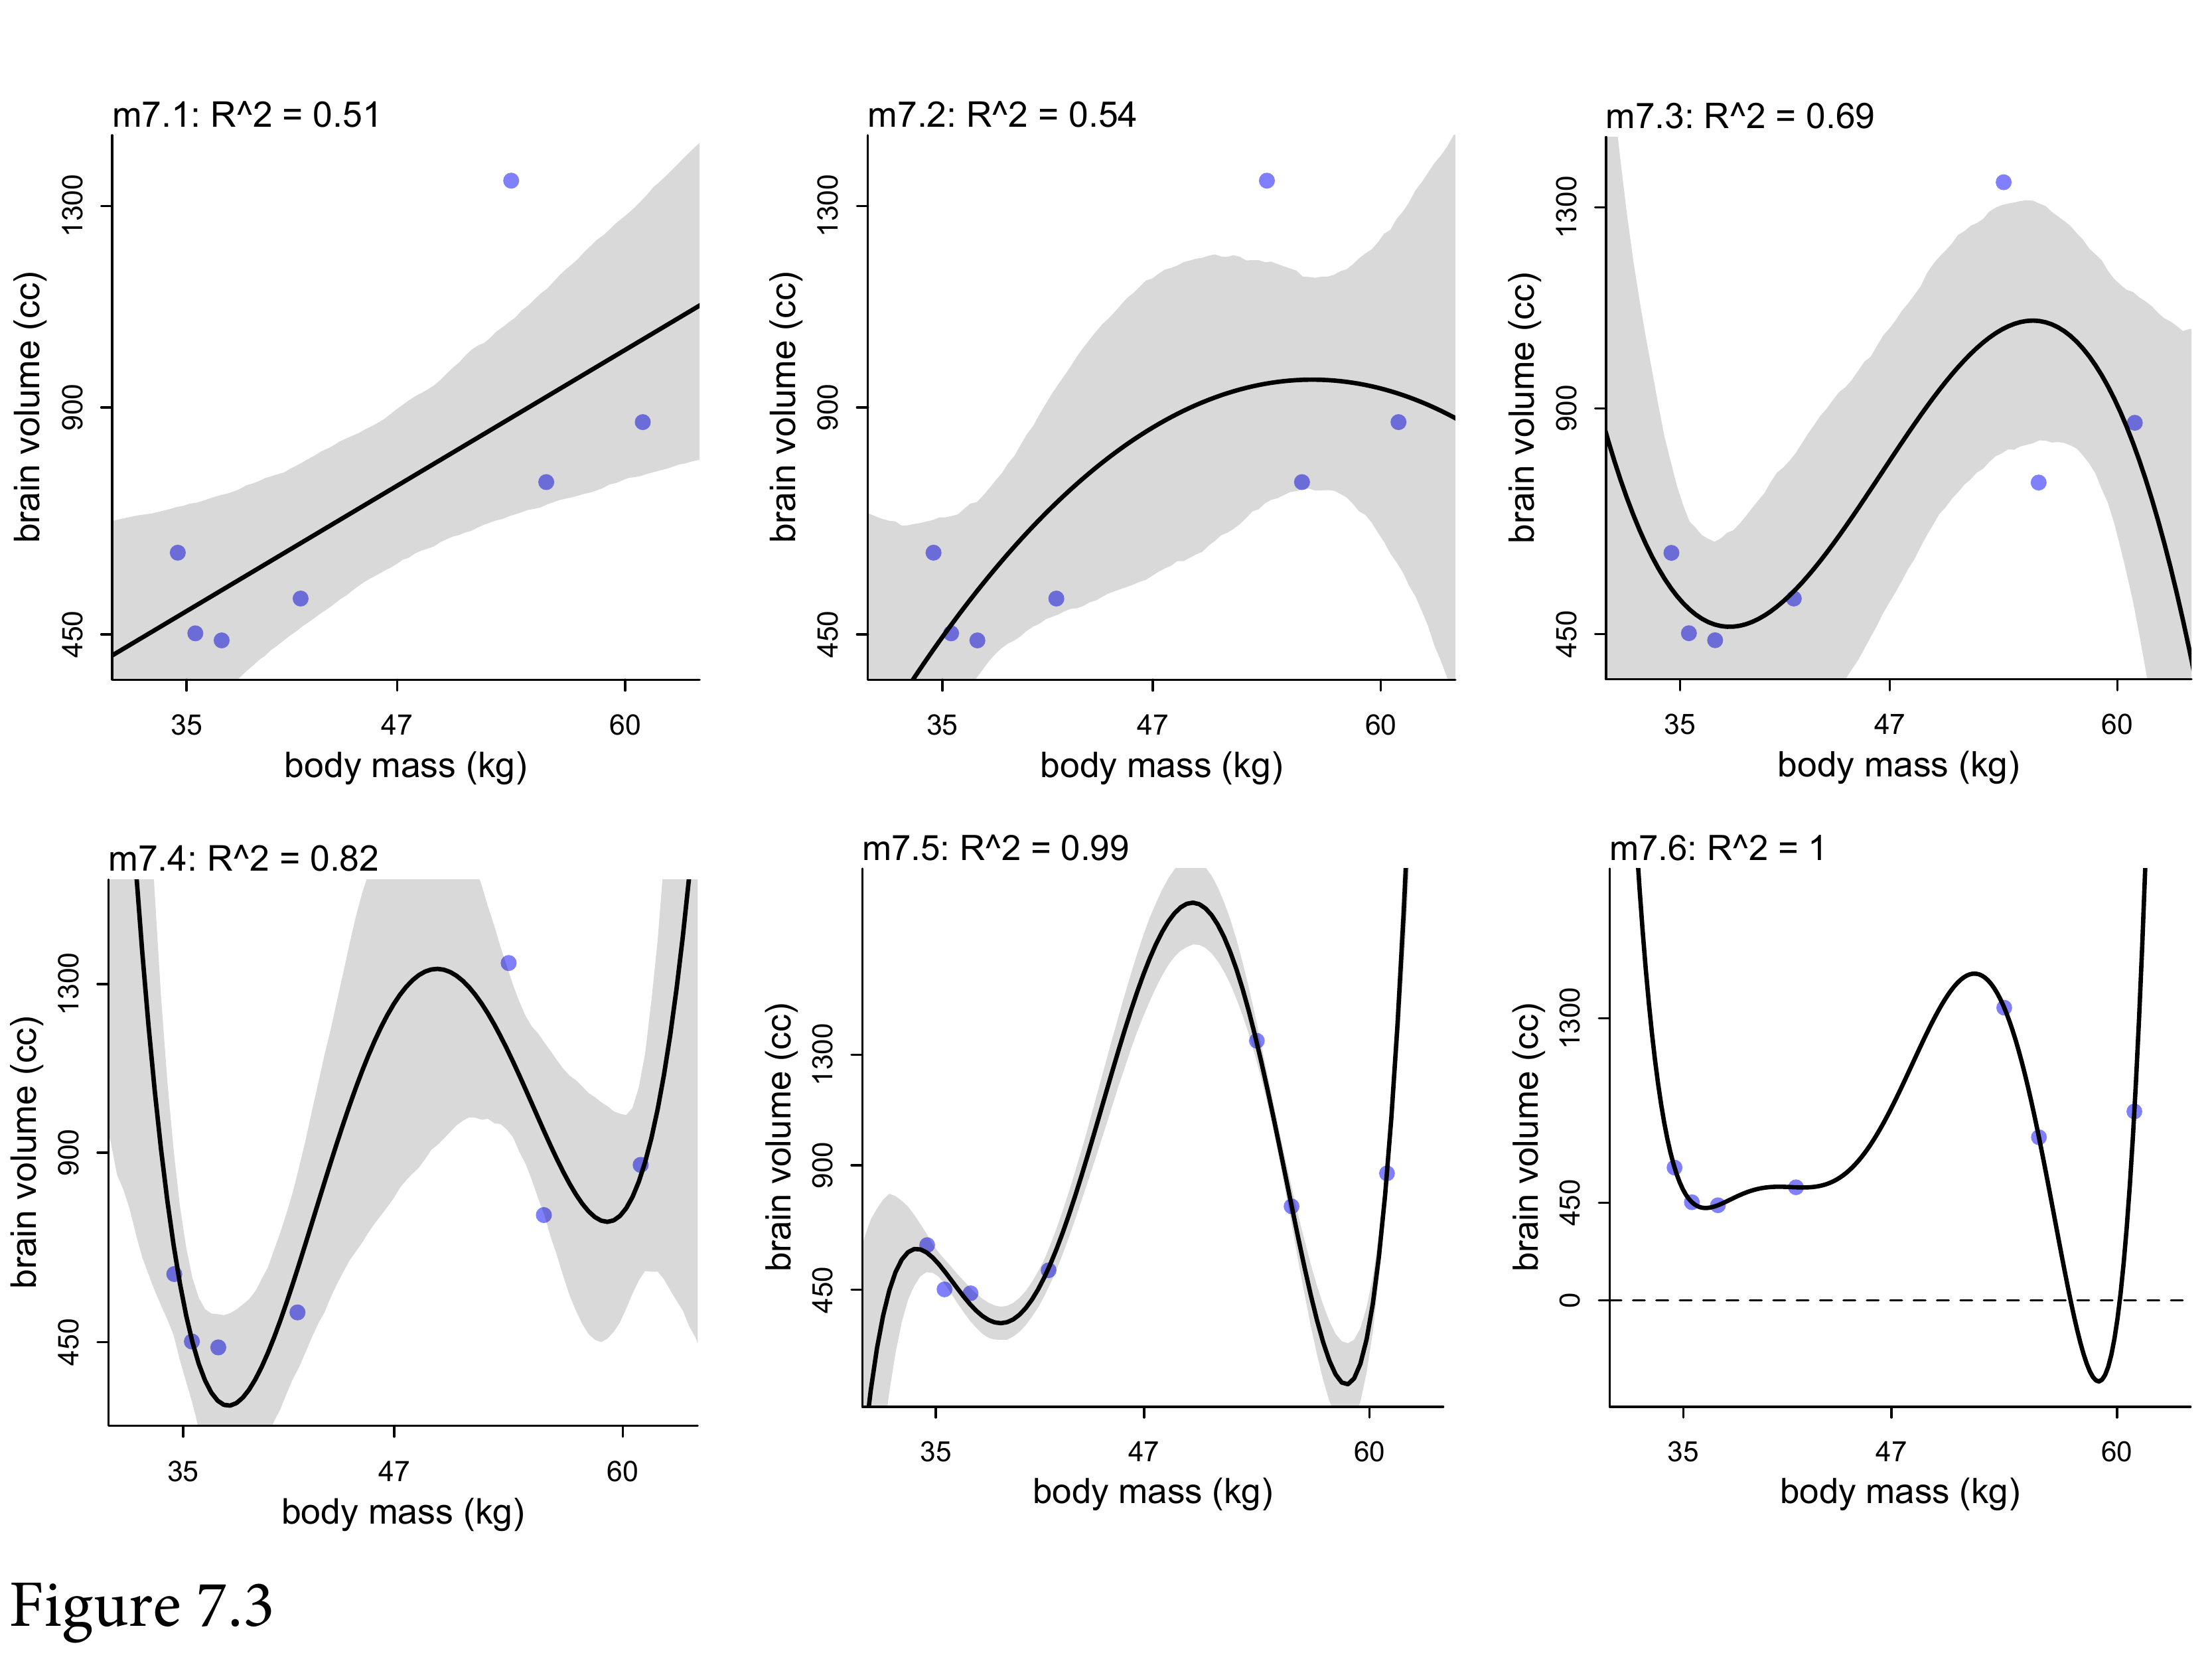 m7.1: R^2 = 0.51
1300
900
450
brain volume (cc)
35 47 60
body mass (kg)
m7.2: R^2 = 0.54
1300
900
450
brain volume (cc)
35 47 60
body mass (kg)
m7.3: R^2 = 0.69
1300
900
450
brain volume (cc)
35 47 60
body mass (kg)
m7.4: R^2 = 0.82
1300
900
450
brain volume (cc)
35 47 60
body mass (kg)
m7.5: R^2 = 0.99
1300
900
450
brain volume (cc)
35 47 60
body mass (kg)
m7.6: R^2 = 1
1300
450
0
brain volume (cc)
35 47 60
body mass (kg)
Figure 7.3